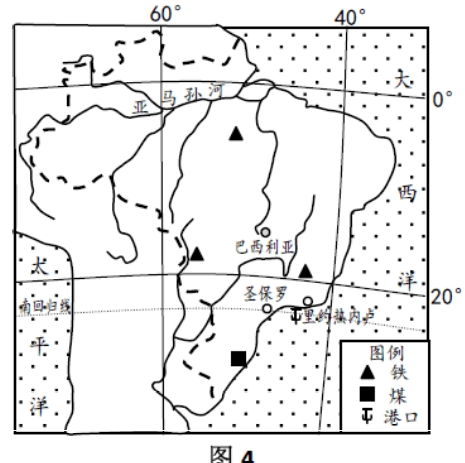 60° 40°
大
0°
亚马孙河
西
巴西利亚
太 洋
圣保罗 20°
南回归线 里约热内卢
平
图例
铁
洋 煤
港口
图 4